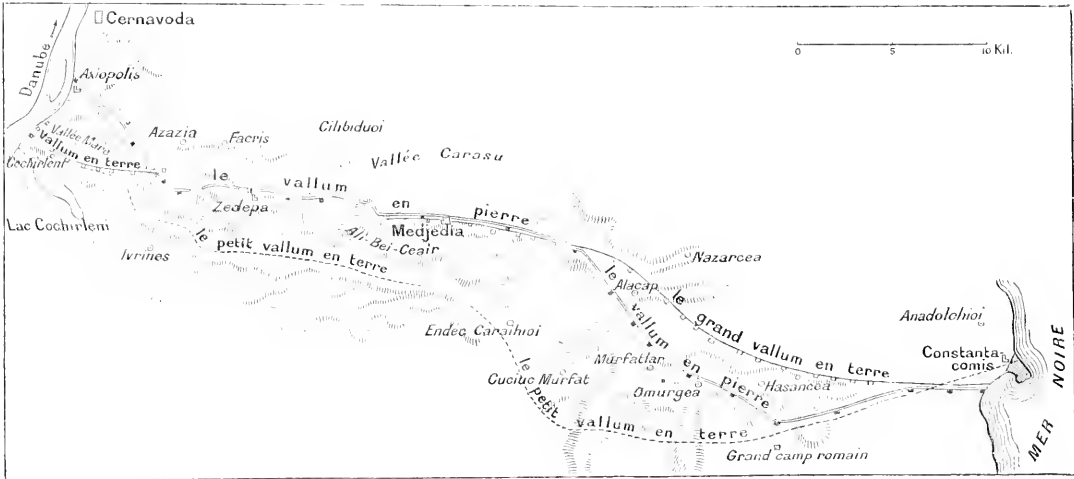 Cernavoda
0 5 10 Kil.
Danube
Axiopolis
Vallée Mare
vallum en terre
Cochirleni
Azazia
Facris
Cilibiduoi
Vallée Carasu
le vallum en pierre
Zedepa
Medjedia
Ali-Bei-Ceair
Lac Cochirleni
Ivrines
le petit vallum en terre
Nazarcea
Alacap
le grand vallum en terre
le vallum en pierre
Anadolchioi
Constanta
comis
Endec Caraihioi
Murfatlar
Cuciuc Murfat
Omurgea
Hasancea
le petit vallum en terre
Grand camp romain
MER NOIRE